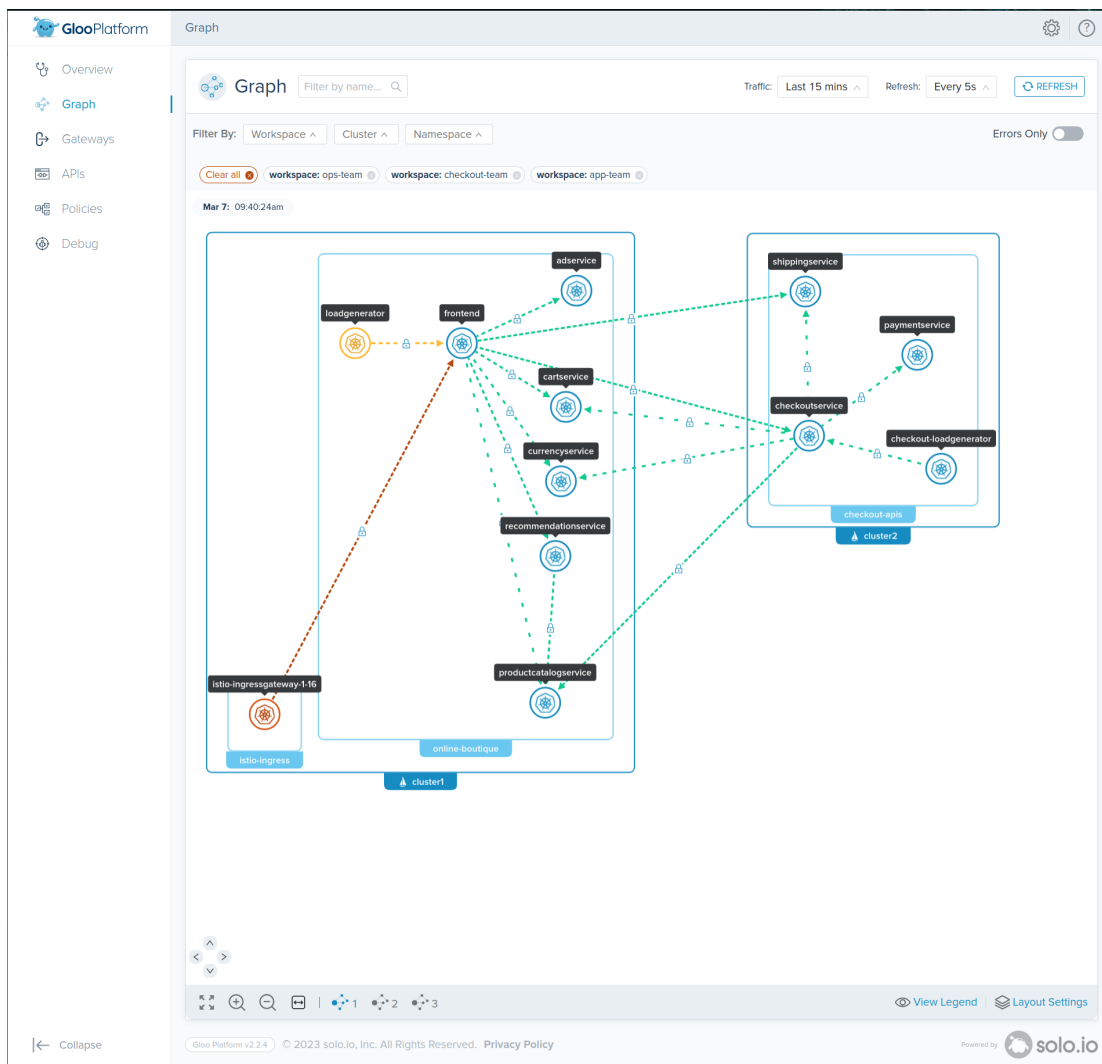 GlooPlatform
Graph
Overview
Graph
Gateways
APIs
Policies
Debug
Graph
Filter by name...
Traffic:
Last 15 mins
Refresh:
Every 5s
REFRESH
Filter By:
Workspace
Cluster
Namespace
Errors Only
Clear all
workspace: ops-team
workspace: checkout-team
workspace: app-team
Mar 7: 09:40:24am
adservice
shippingservice
loadgenerator
frontend
paymentservice
cartservice
checkoutservice
checkout-loadgenerator
currencyservice
checkout-apis
recommendationservice
cluster2
productcatalogservice
istio-ingressgateway-1-16
online-boutique
istio-ingress
cluster1
1
2
3
View Legend
Layout Settings
Collapse
Gloo Platform v2.2.4
© 2023 solo.io, Inc. All Rights Reserved. Privacy Policy
Powered by
solo.io